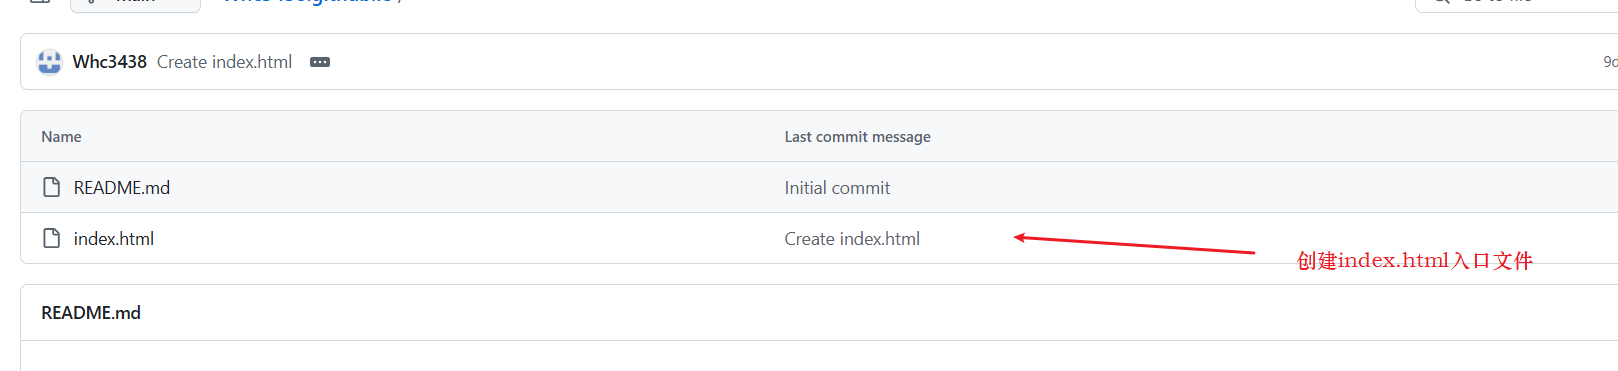 Whc3438 Create index.html
Name Last commit message
README.md Initial commit
index.html Create index.html
创建index.html入口文件
README.md